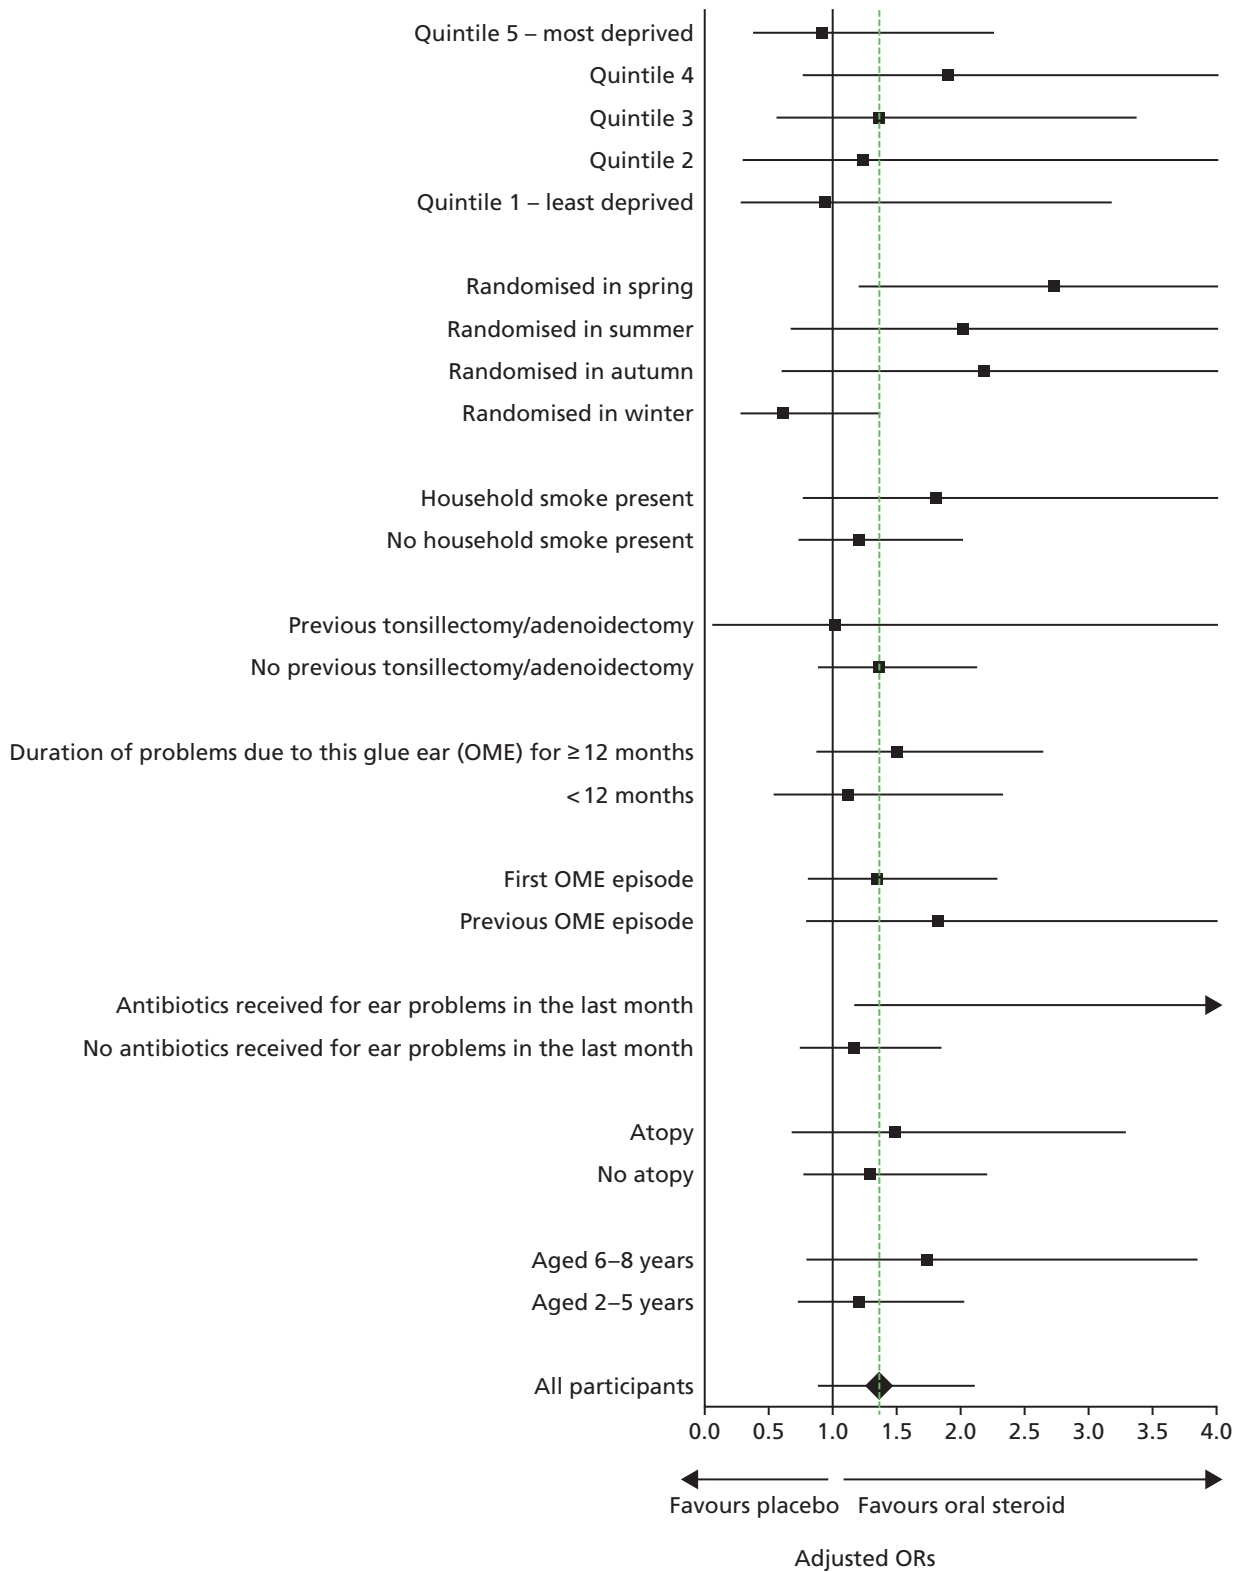 Quintile 5 – most deprived
Quintile 4
Quintile 3
Quintile 2
Quintile 1 – least deprived
Randomised in spring
Randomised in summer
Randomised in autumn
Randomised in winter
Household smoke present
No household smoke present
Previous tonsillectomy/adenoidectomy
No previous tonsillectomy/adenoidectomy
Duration of problems due to this glue ear (OME) for ≥ 12 months
< 12 months
First OME episode
Previous OME episode
Antibiotics received for ear problems in the last month
No antibiotics received for ear problems in the last month
Atopy
No atopy
Aged 6–8 years
Aged 2–5 years
All participants
0.0 0.5 1.0 1.5 2.0 2.5 3.0 3.5 4.0
Favours placebo Favours oral steroid
Adjusted ORs